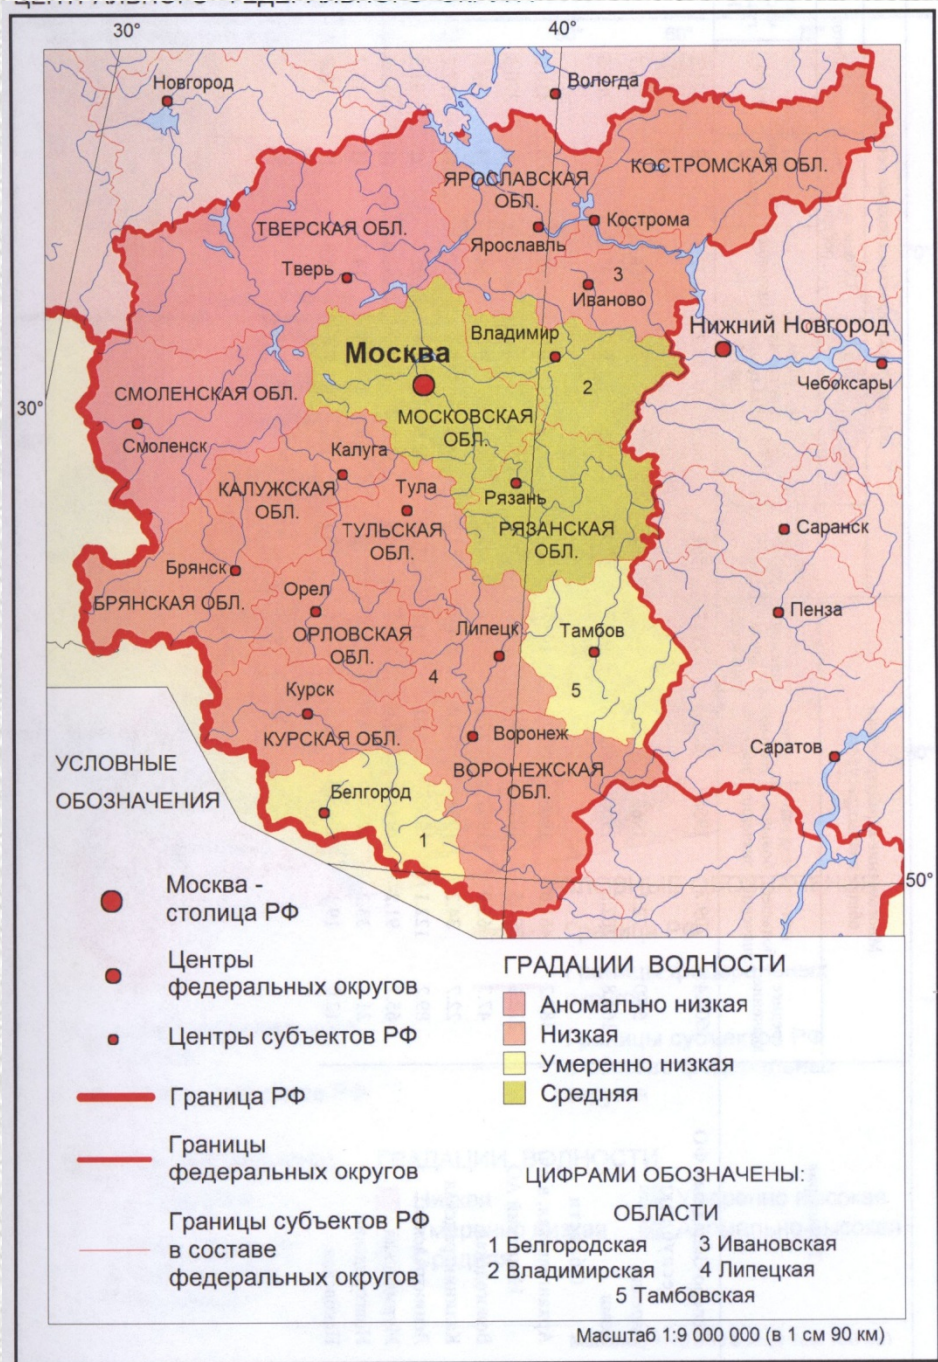 ЦЕНТРАЛЬНОГО ФЕДЕРАЛЬНОГО ОКРУГА
30°
40°
Новгород
Вологда
КОСТРОМСКАЯ ОБЛ.
ЯРОСЛАВСКАЯ
ОБЛ.
ТВЕРСКАЯ ОБЛ.
Кострома
Ярославль
Тверь
3
Иваново
Владимир
Нижний Новгород
Москва
Чебоксары
СМОЛЕНСКАЯ ОБЛ.
2
30°
МОСКОВСКАЯ
ОБЛ.
Смоленск
Калуга
КАЛУЖСКАЯ
ОБЛ.
Тула
Рязань
ТУЛЬСКАЯ
ОБЛ.
РЯЗАНСКАЯ
ОБЛ.
Саранск
Брянск
БРЯНСКАЯ ОБЛ.
Орел
Пенза
ОРЛОВСКАЯ
ОБЛ.
Липецк
Тамбов
4
5
Курск
КУРСКАЯ ОБЛ.
Воронеж
Саратов
ВОРОНЕЖСКАЯ
ОБЛ.
Белгород
1
50°
УСЛОВНЫЕ
ОБОЗНАЧЕНИЯ
Москва -
столица РФ
Центры
федеральных округов
Центры субъектов РФ
Граница РФ
Границы
федеральных округов
Границы субъектов РФ
в составе
федеральных округов
ГРАДАЦИИ ВОДНОСТИ
Аномально низкая
Низкая
Умеренно низкая
Средняя
ЦИФРАМИ ОБОЗНАЧЕНЫ:
ОБЛАСТИ
1 Белгородская 3 Ивановская
2 Владимирская 4 Липецкая
5 Тамбовская
Масштаб 1:9 000 000 (в 1 см 90 км)